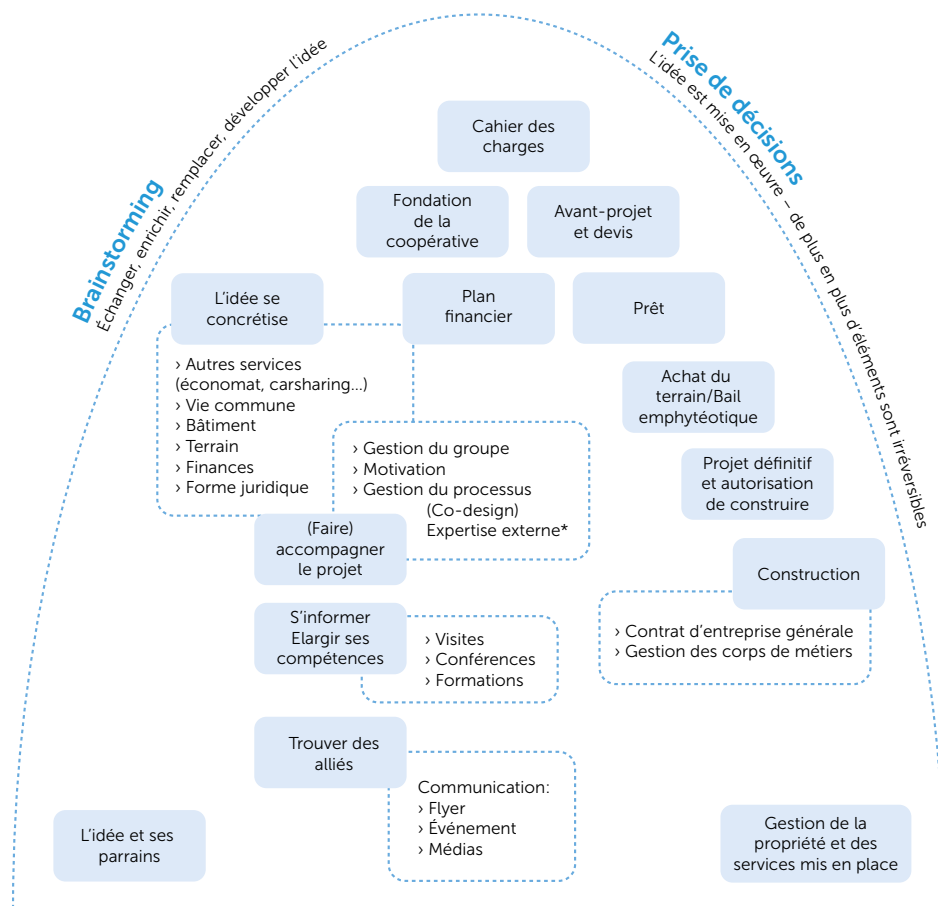 Brainstorming
Échanger, enrichir, remplacer, développer l'idée
Prise de décisions
L'idée est mise en œuvre – de plus en plus d'éléments sont irréversibles
Cahier des
charges
Fondation
de la
coopérative
Avant-projet
et devis
L'idée se
concrétise
Plan
financier
Prêt
› Autres services
(économat, carsharing...)
› Vie commune
› Bâtiment
› Terrain
› Finances
› Forme juridique
Achat du
terrain/Bail
emphytéotique
› Gestion du groupe
› Motivation
› Gestion du processus
(Co-design)
Expertise externe*
Projet définitif
et autorisation
de construire
(Faire)
accompagner
le projet
Construction
› Contrat d'entreprise générale
› Gestion des corps de métiers
S'informer
Elargir ses
compétences
› Visites
› Conférences
› Formations
Trouver des
alliés
Communication:
› Flyer
› Événement
› Médias
L'idée et ses
parrains
Gestion de la
propriété et des
services mis en place